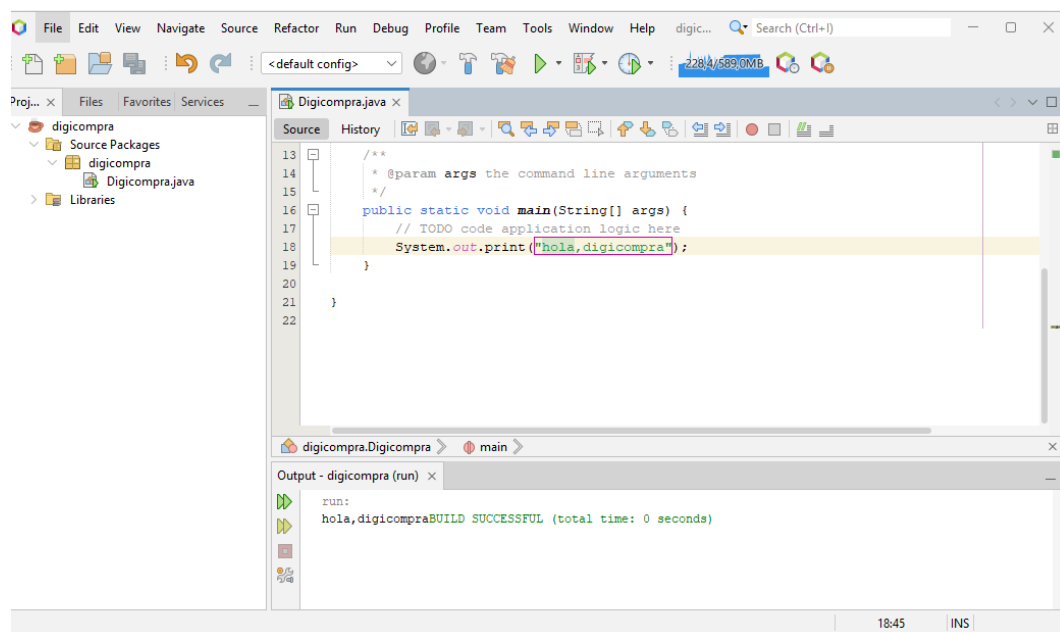 File Edit View Navigate Source Refactor Run Debug Profile Team Tools Window Help digic... Search (Ctrl+I)
<default config> 228,4/589,0MB
Proj... Files Favorites Services
digicompra
Source Packages
digicompra
Digicompra.java
Libraries
Digicompra.java
Source History
13 /**
14 * @param args the command line arguments
15 */
16 public static void main(String[] args) {
17 // TODO code application logic here
18 System.out.print("hola,digicompra");
19 }
20
21 }
22
digicompra.Digicompra main
Output - digicompra (run)
run:
hola,digicompraBUILD SUCCESSFUL (total time: 0 seconds)
18:45 INS